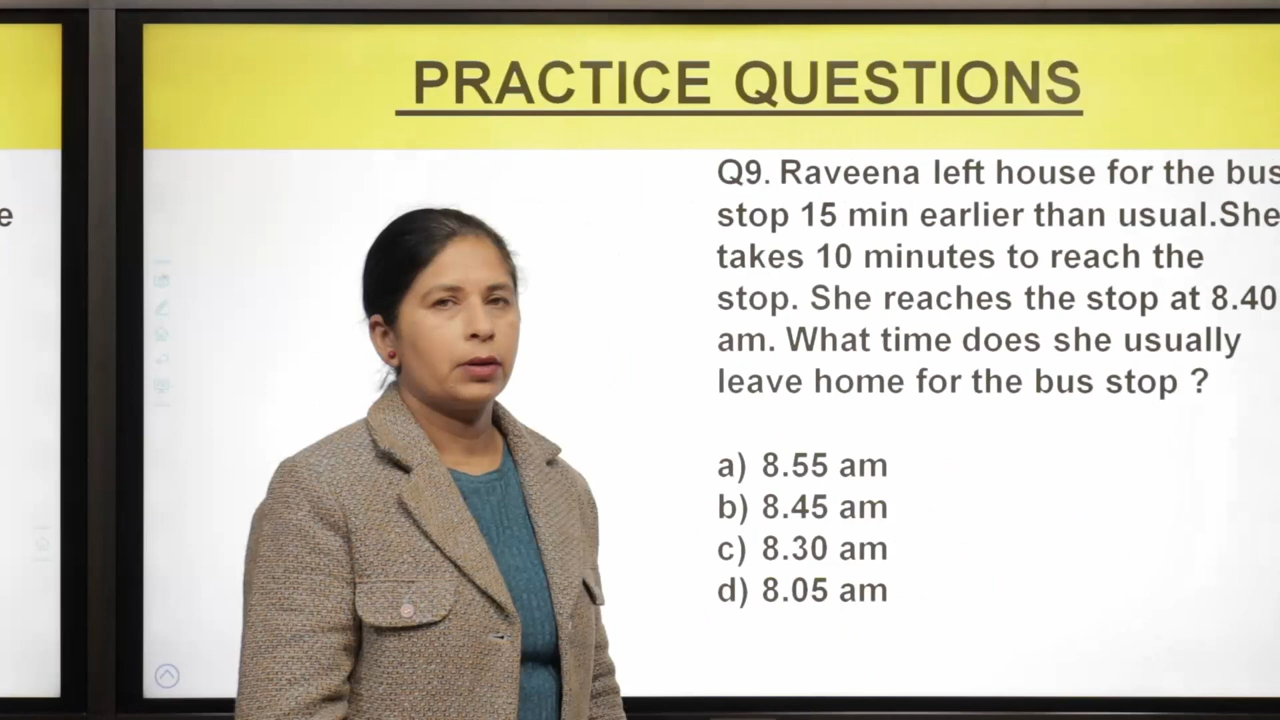 PRACTICE QUESTIONS
e
Q9. Raveena left house for the bus
stop 15 min earlier than usual.She
takes 10 minutes to reach the
stop. She reaches the stop at 8.40
am. What time does she usually
leave home for the bus stop ?
a) 8.55 am
b) 8.45 am
c) 8.30 am
d) 8.05 am